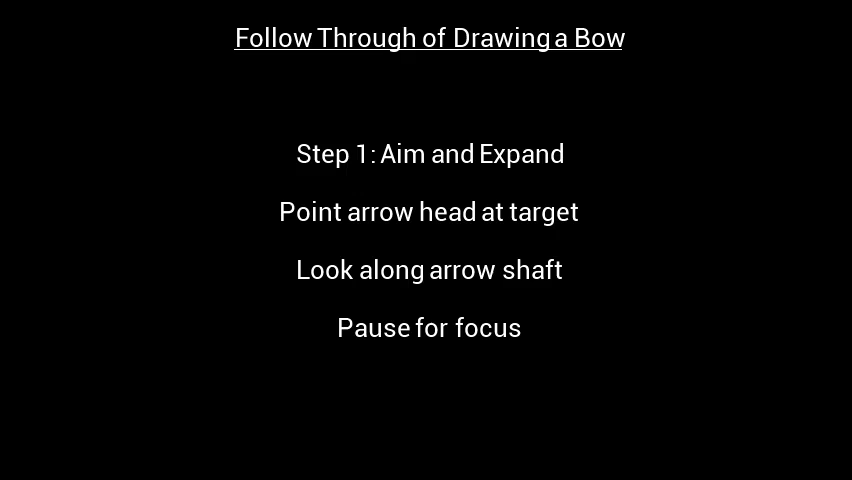 Follow Through of Drawing a Bow
Step 1: Aim and Expand
Point arrow head at target
Look along arrow shaft
Pause for focus